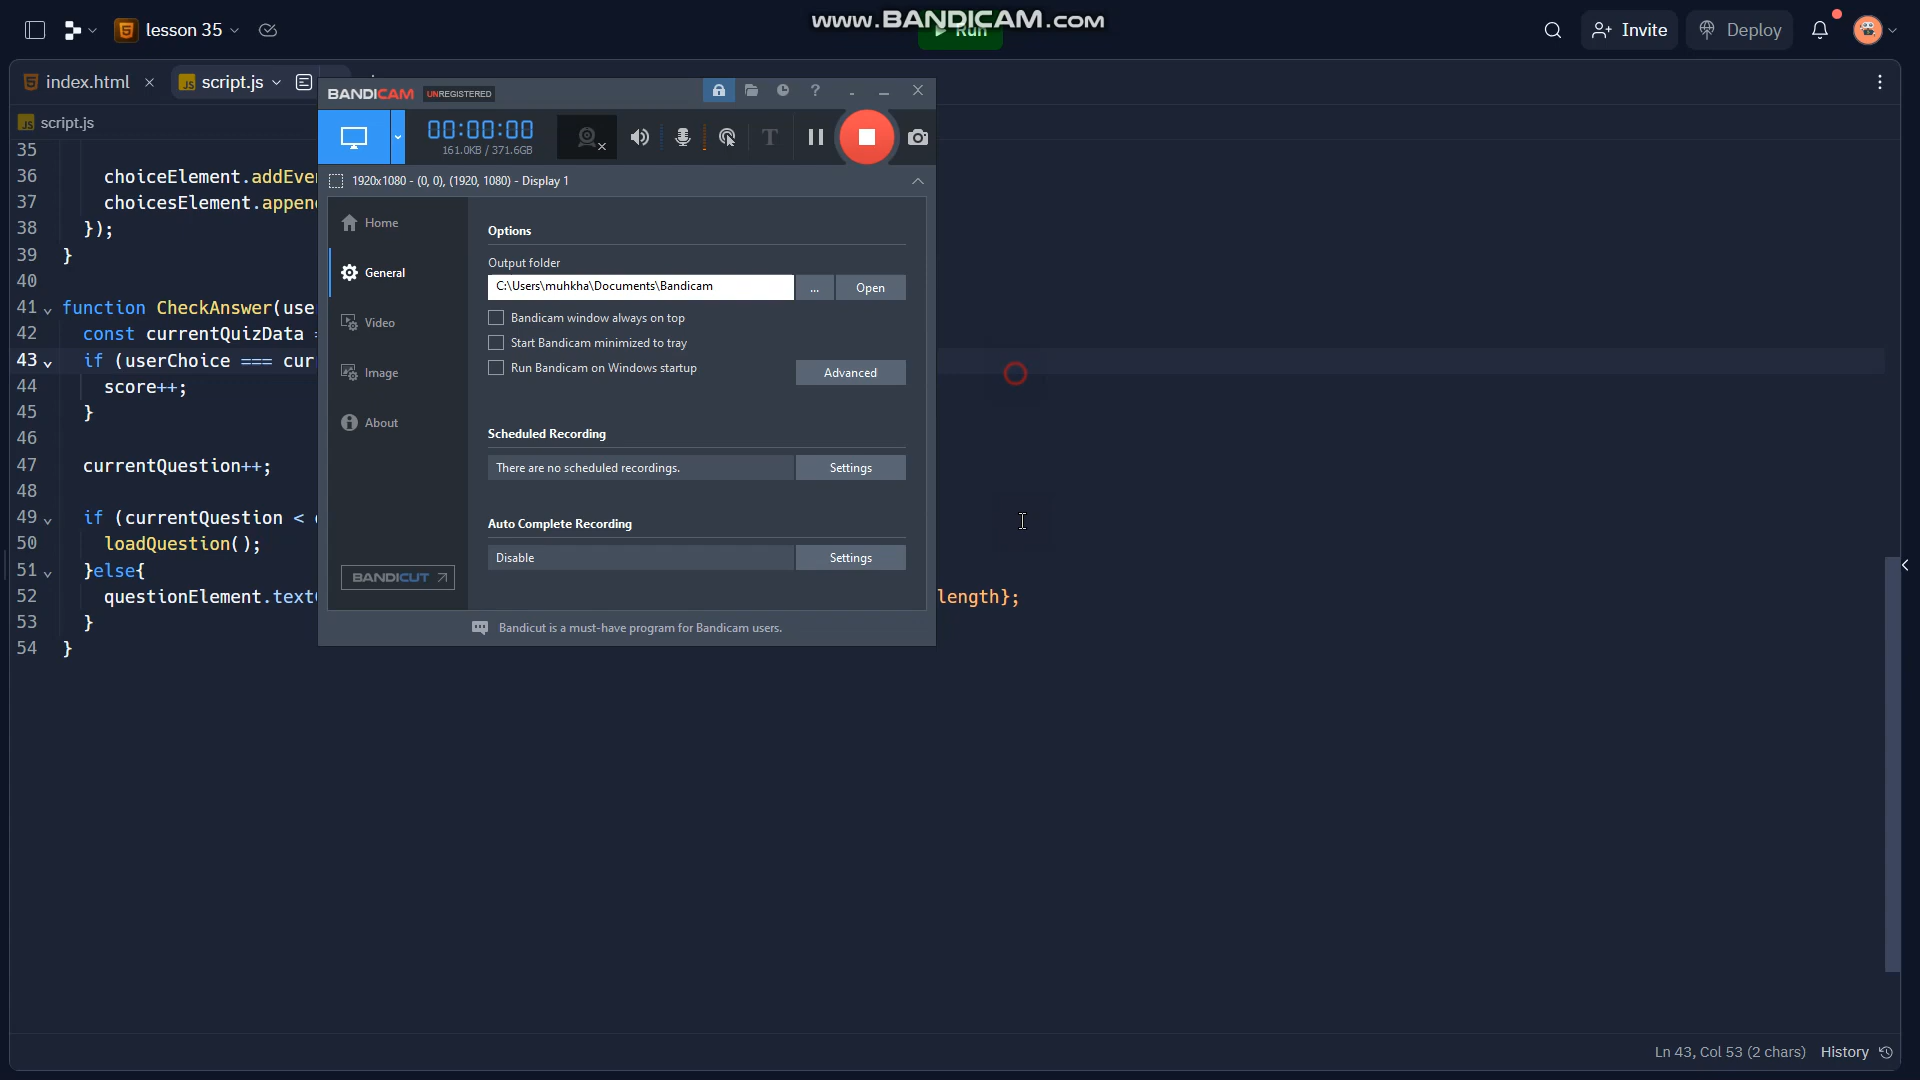 www.BANDICAM.com
lesson 35
Run
Invite
Deploy
index.html
script.js
script.js
BANDICAM UNREGISTERED
00:00:00
161.0KB / 371.6GB
1920x1080 - (0, 0), (1920, 1080) - Display 1
Home
General
Video
Image
About
BANDICUT
Options
Output folder
C:\Users\muhkha\Documents\Bandicam
...
Open
Bandicam window always on top
Start Bandicam minimized to tray
Run Bandicam on Windows startup
Advanced
Scheduled Recording
There are no scheduled recordings.
Settings
Auto Complete Recording
Disable
Settings
Bandicut is a must-have program for Bandicam users.
35
36 choiceElement.addEve
37 choicesElement.appen
38 });
39 }
40
41 function CheckAnswer(use
42 const currentQuizData =
43 if (userChoice === cur
44 score++;
45 }
46
47 currentQuestion++;
48
49 if (currentQuestion <
50 loadQuestion();
51 }else{
52 questionElement.text length};
53 }
54 }
Ln 43, Col 53 (2 chars) History